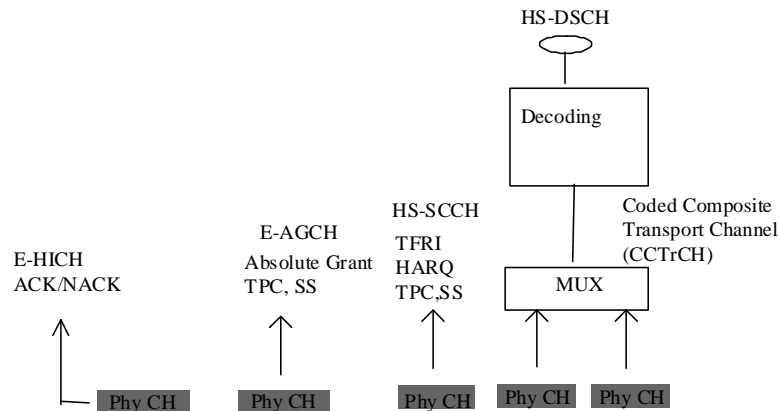 HS-DSCH
Decoding
Coded Composite
Transport Channel
(CCTrCH)
HS-SCCH
TFRI
HARQ
TPC,SS
E-AGCH
Absolute Grant
TPC, SS
E-HICH
ACK/NACK
MUX
Phy CH
Phy CH
Phy CH
Phy CH
Phy CH